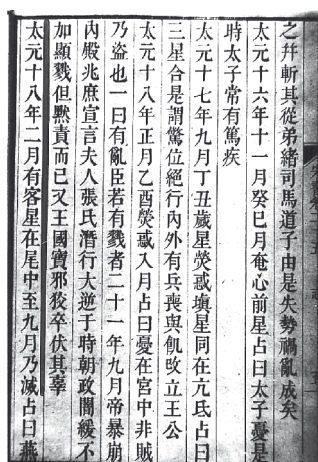 之并斬其從弟緒司馬道子由是失勢禍亂成矣
太元十六年十一月癸巳月奄心前星占曰太子憂是
時太子常有篤疾
太元十七年九月丁丑歲星熒惑塡星同在亢氐占曰
三星合是謂驚位絕行內外有兵喪與飢改立王公
太元十八年正月乙酉熒惑入月占曰憂在宮中非賊
乃盜也一曰有亂臣若有戮者二十一年九月帝暴崩
內殿兆庶宣言夫人張氏潛行大逆于時朝政闇緩不
加顯戮但黙責而已又王國寶邪狡卒伏其辜
太元十八年二月有客星在尾中至九月乃滅占曰燕